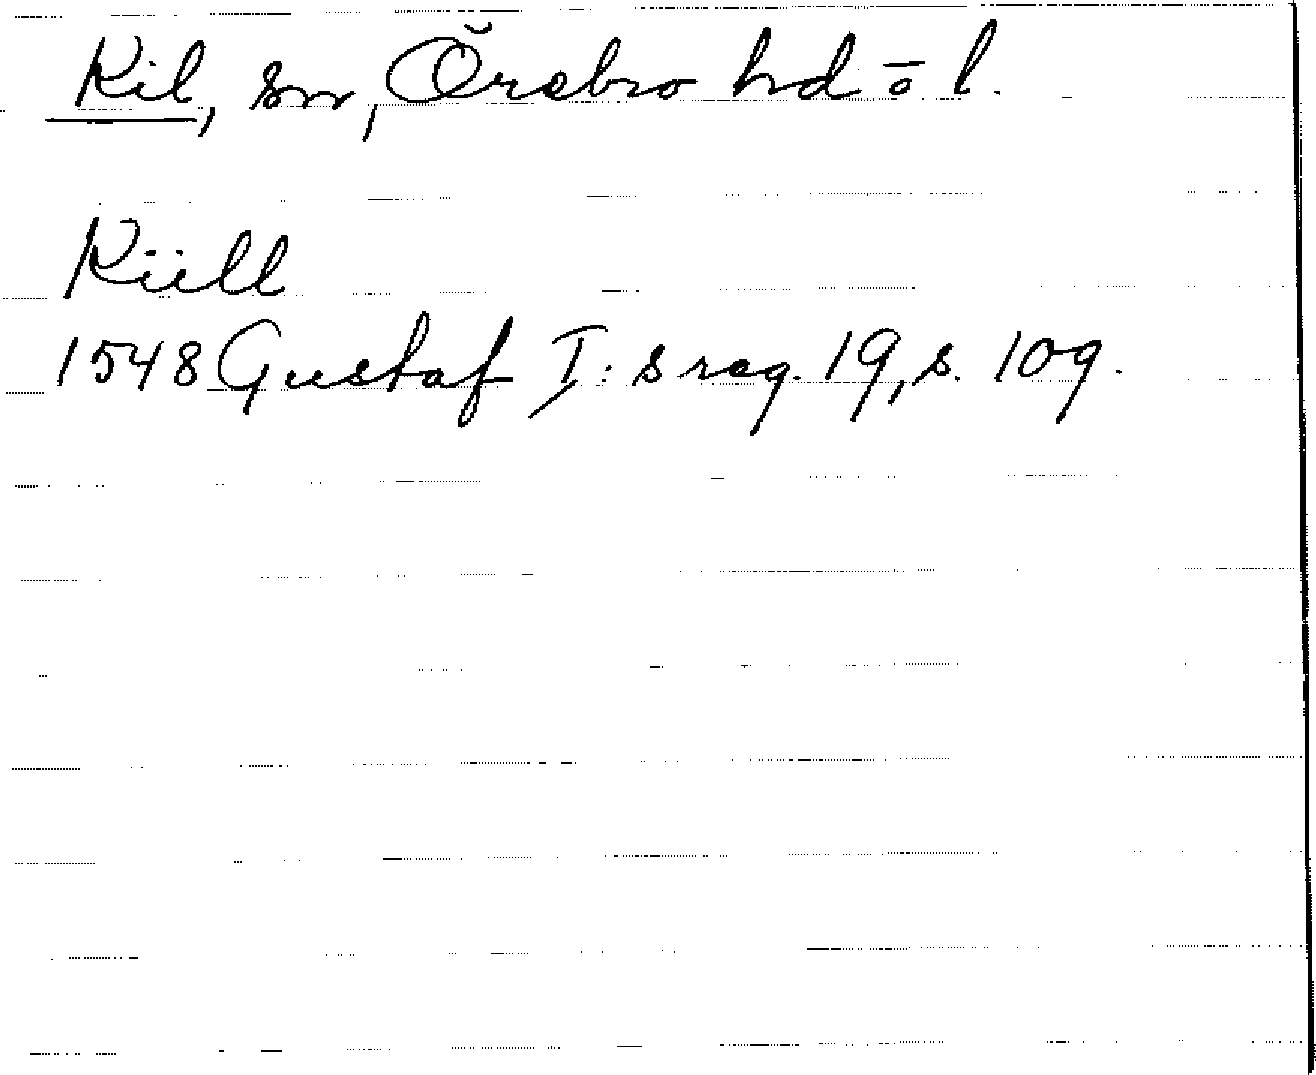 Kil, sn, Örebro hd o l.
Kiill
1548 Gustaf I:s reg. 19, s. 109.